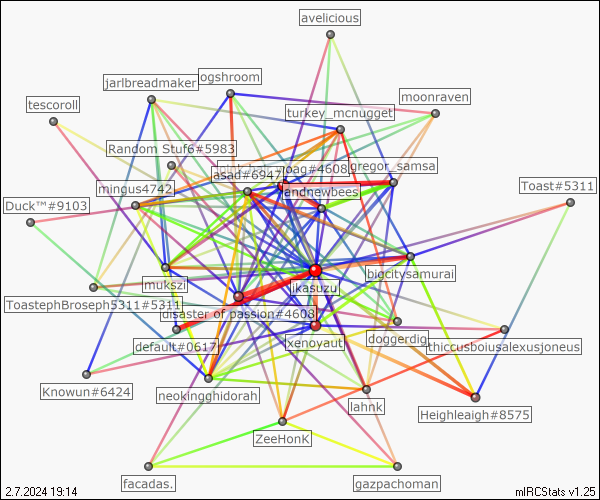 avelicious
jarlbreadmaker
ogshroom
moonraven
tescoroll
turkey_mcnugget
Random Stuf6#5983
gregor_samsa
asad#6947
bag#4608
mingus4742
andnewbees
Toast#5311
Duck™#9103
mukszi
bigcitysamurai
jkasuzu
ToastephBroseph5311#5311
disaster of passion#4608
default#0617
xenoyaut
doggerdig
thiccusboiusalexusjoneus
Knowun#6424
neokingghidorah
lahnk
Heighleaigh#8575
ZeeHonK
facadas.
gazpachoman
2.7.2024 19:14
mIRCStats v1.25